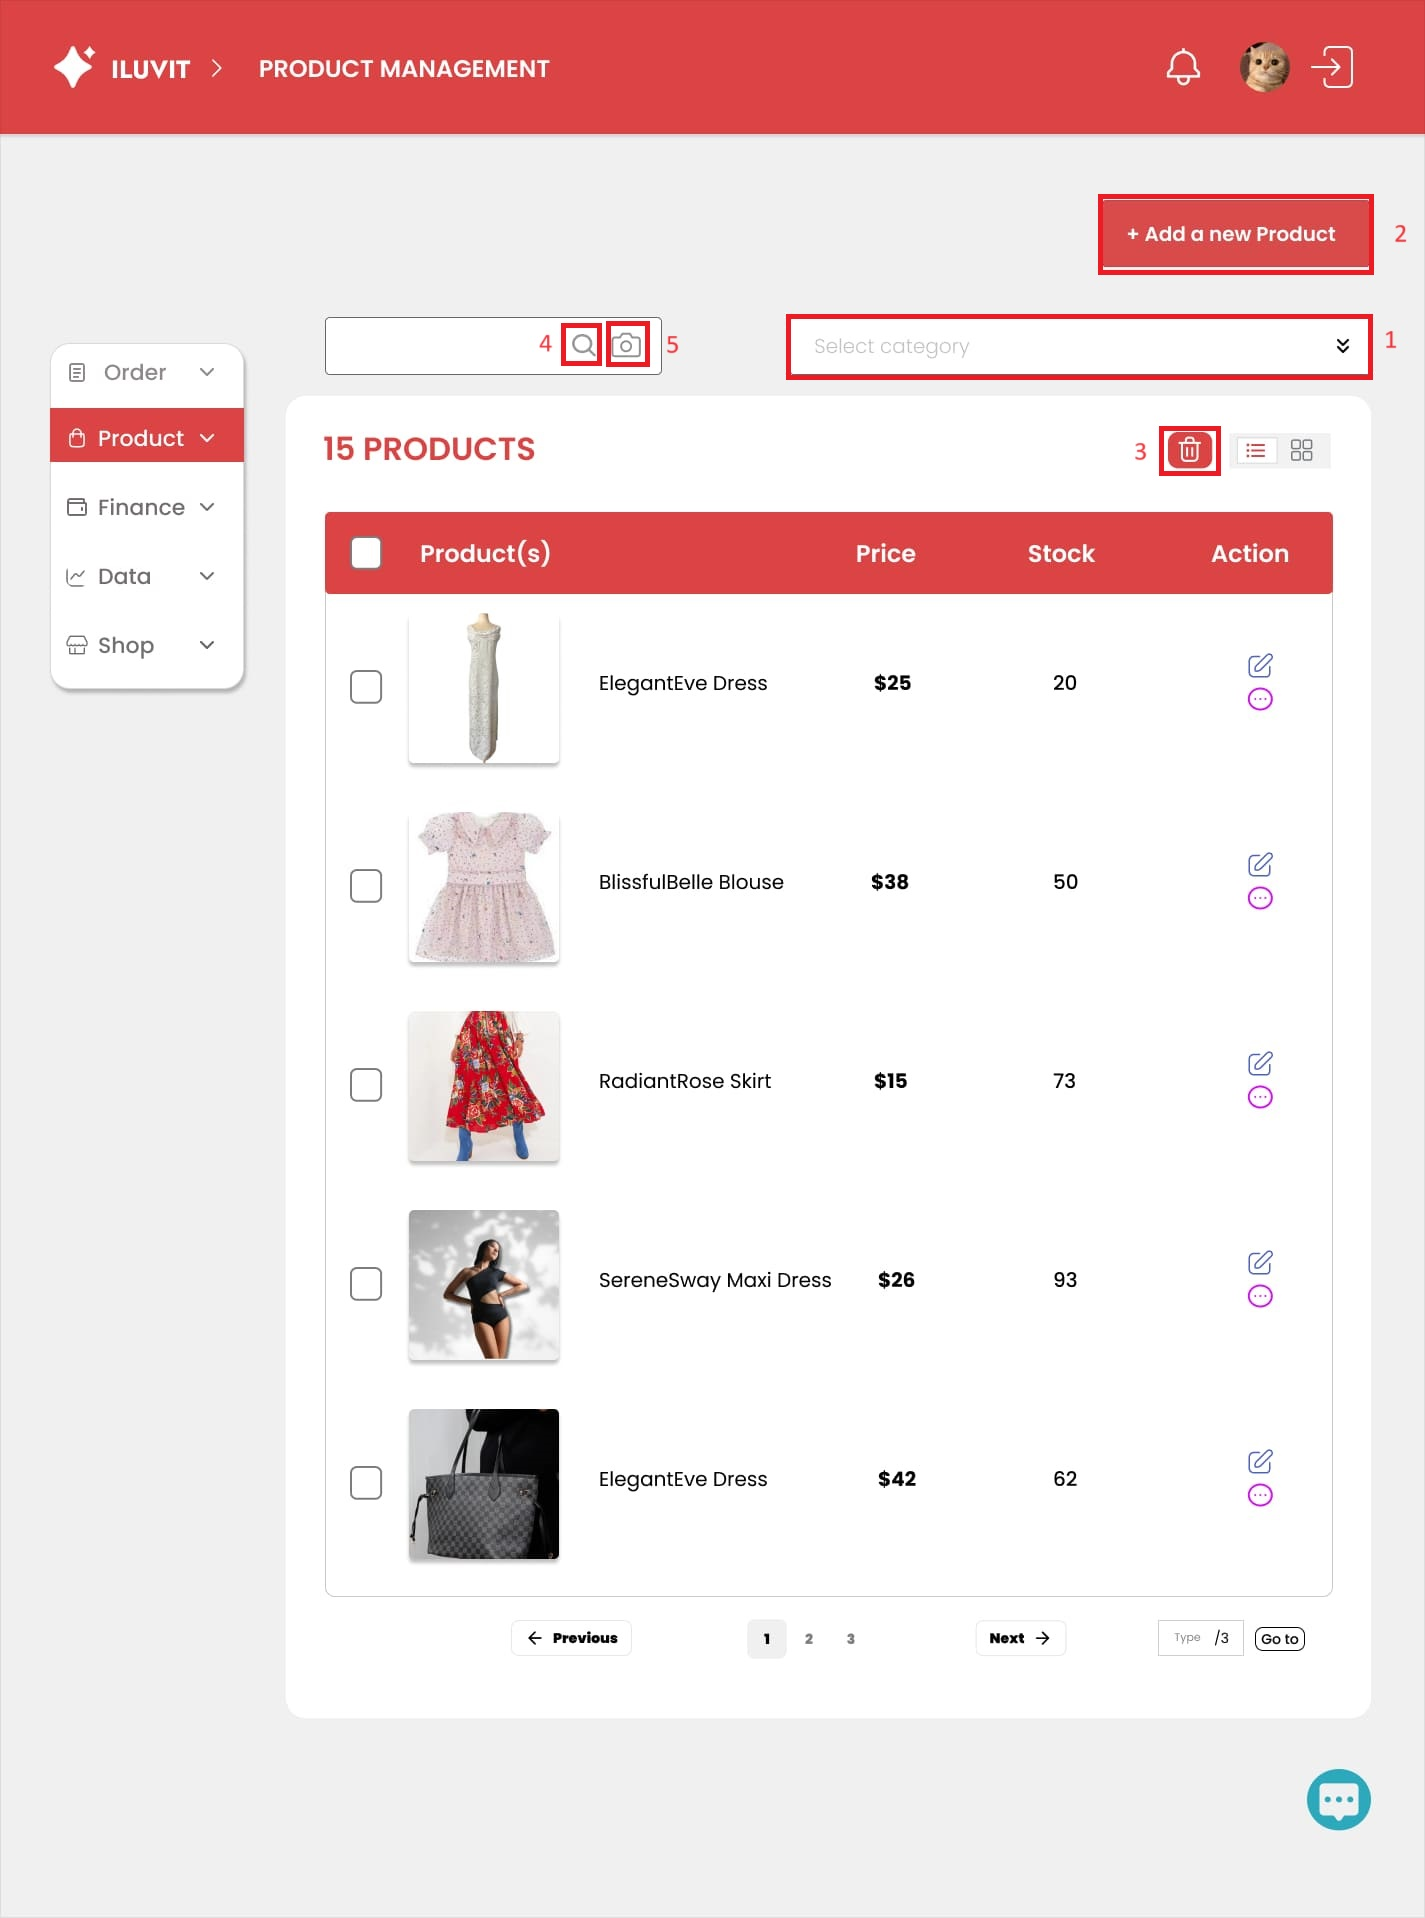 ILUVIT > PRODUCT MANAGEMENT
+ Add a new Product 2
4 5 Select category 1
Order
Product
Finance
Data
Shop
15 PRODUCTS 3
Product(s) Price Stock Action
ElegantEve Dress $25 20
BlissfulBelle Blouse $38 50
RadiantRose Skirt $15 73
SereneSway Maxi Dress $26 93
ElegantEve Dress $42 62
← Previous 1 2 3 Next → Type /3 Go to